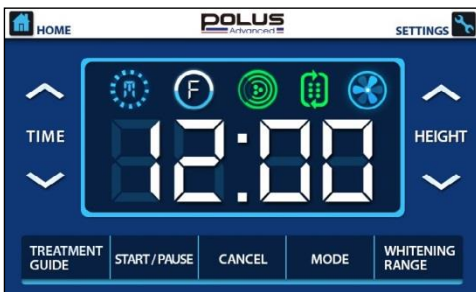 HOME
POLUS
Advanced
SETTINGS
F
TIME
12:00
HEIGHT
TREATMENT
GUIDE
START / PAUSE
CANCEL
MODE
WHITENING
RANGE